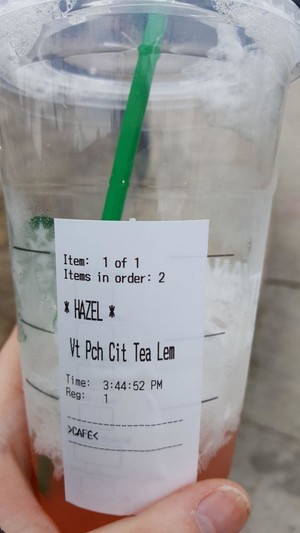 Item: 1 of 1
Items in order: 2
* HAZEL *
Vt Pch Cit Tea Lem
Time: 3:44:52 PM
Reg: 1
>CAFE<